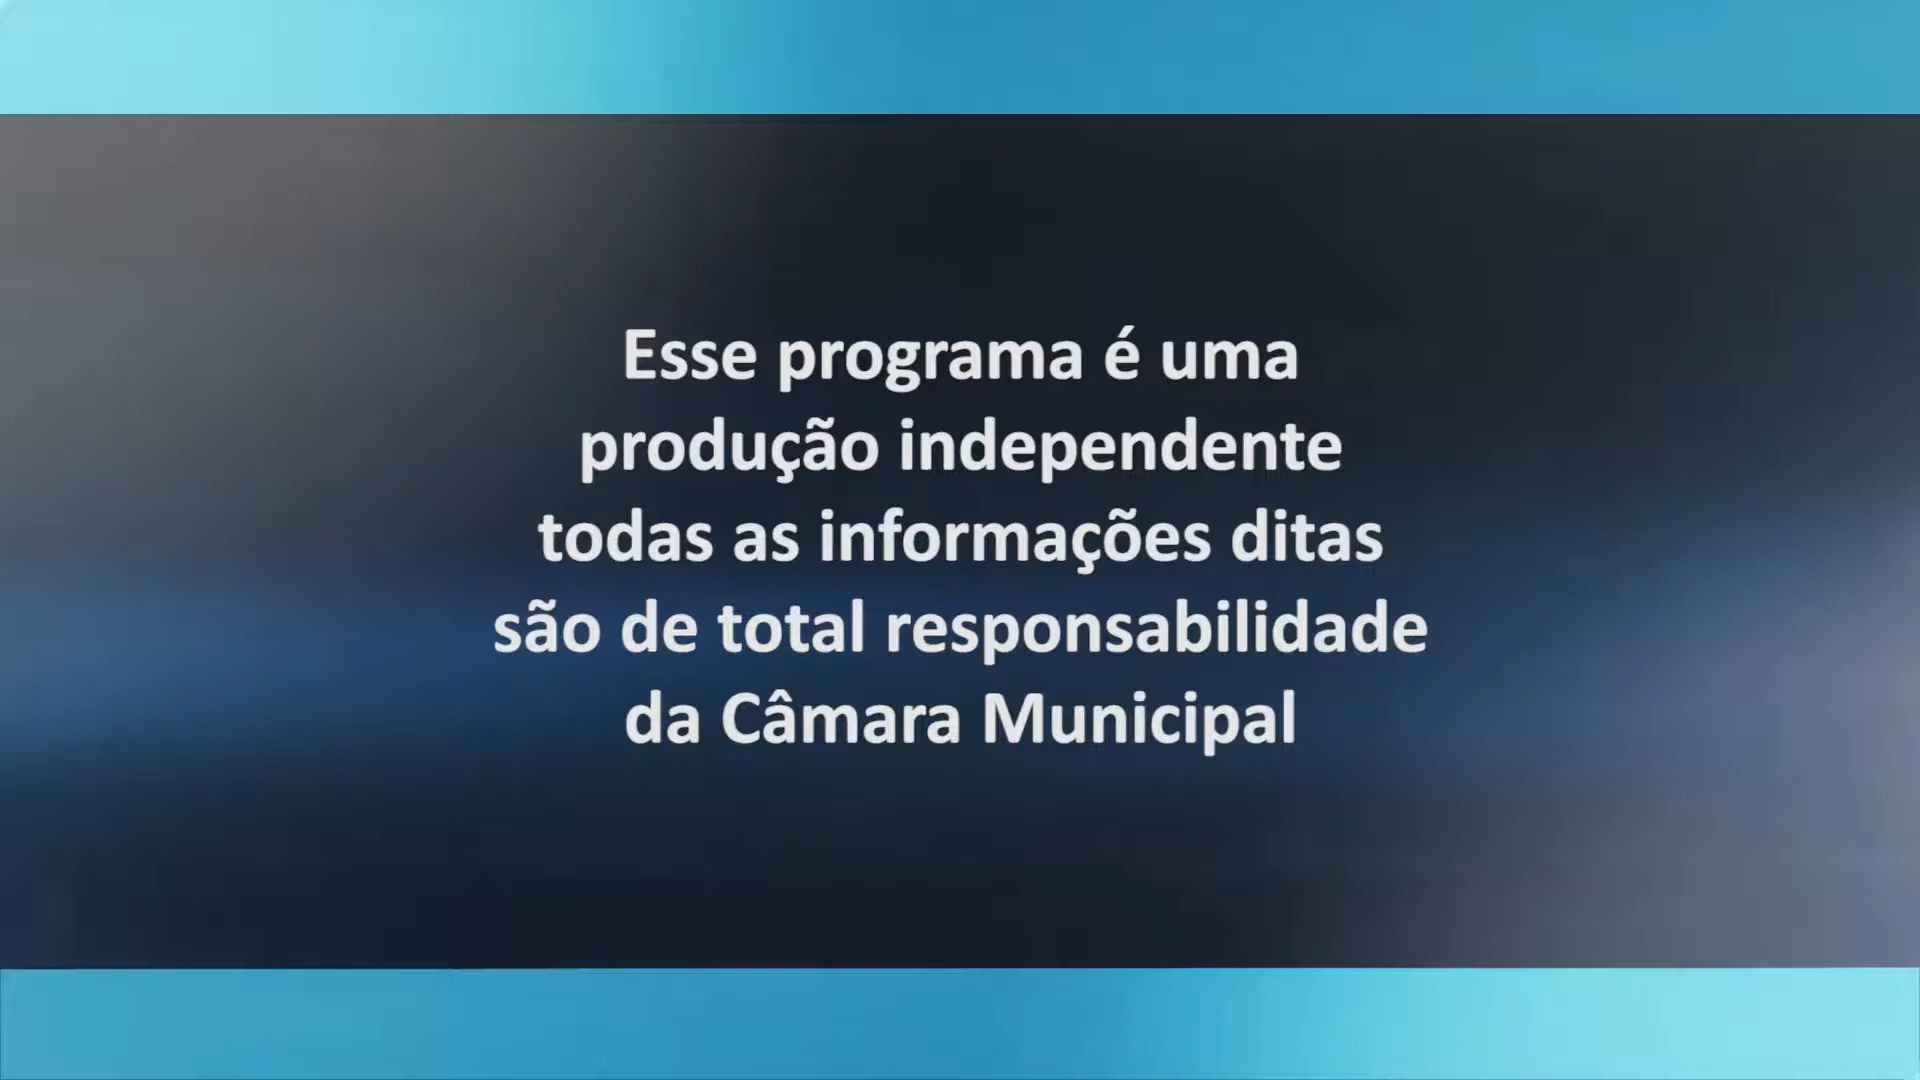 Esse programa é uma
produção independente
todas as informações ditas
são de total responsabilidade
da Câmara Municipal